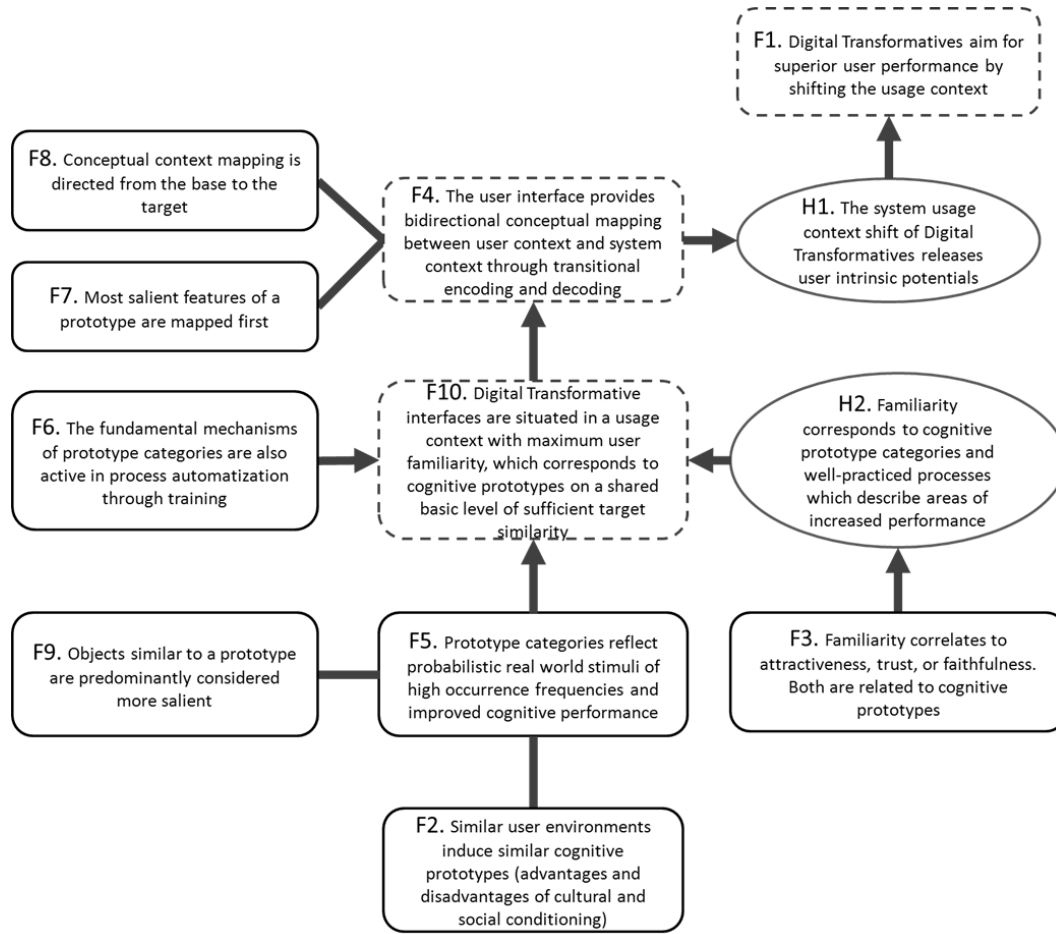 F1. Digital Transformatives aim for
superior user performance by
shifting the usage context
F8. Conceptual context mapping is
directed from the base to the
target
F4. The user interface provides
bidirectional conceptual mapping
between user context and system
context through transitional
encoding and decoding
H1. The system usage
context shift of Digital
Transformatives releases
user intrinsic potentials
F7. Most salient features of a
prototype are mapped first
F6. The fundamental mechanisms
of prototype categories are also
active in process automatization
through training
F10. Digital Transformative
interfaces are situated in a usage
context with maximum user
familiarity, which corresponds to
cognitive prototypes on a shared
basic level of sufficient target
similarity
H2. Familiarity
corresponds to cognitive
prototype categories and
well-practiced processes
which describe areas of
increased performance
F9. Objects similar to a prototype
are predominantly considered
more salient
F5. Prototype categories reflect
probabilistic real world stimuli of
high occurrence frequencies and
improved cognitive performance
F3. Familiarity correlates to
attractiveness, trust, or faithfulness.
Both are related to cognitive
prototypes
F2. Similar user environments
induce similar cognitive
prototypes (advantages and
disadvantages of cultural and
social conditioning)